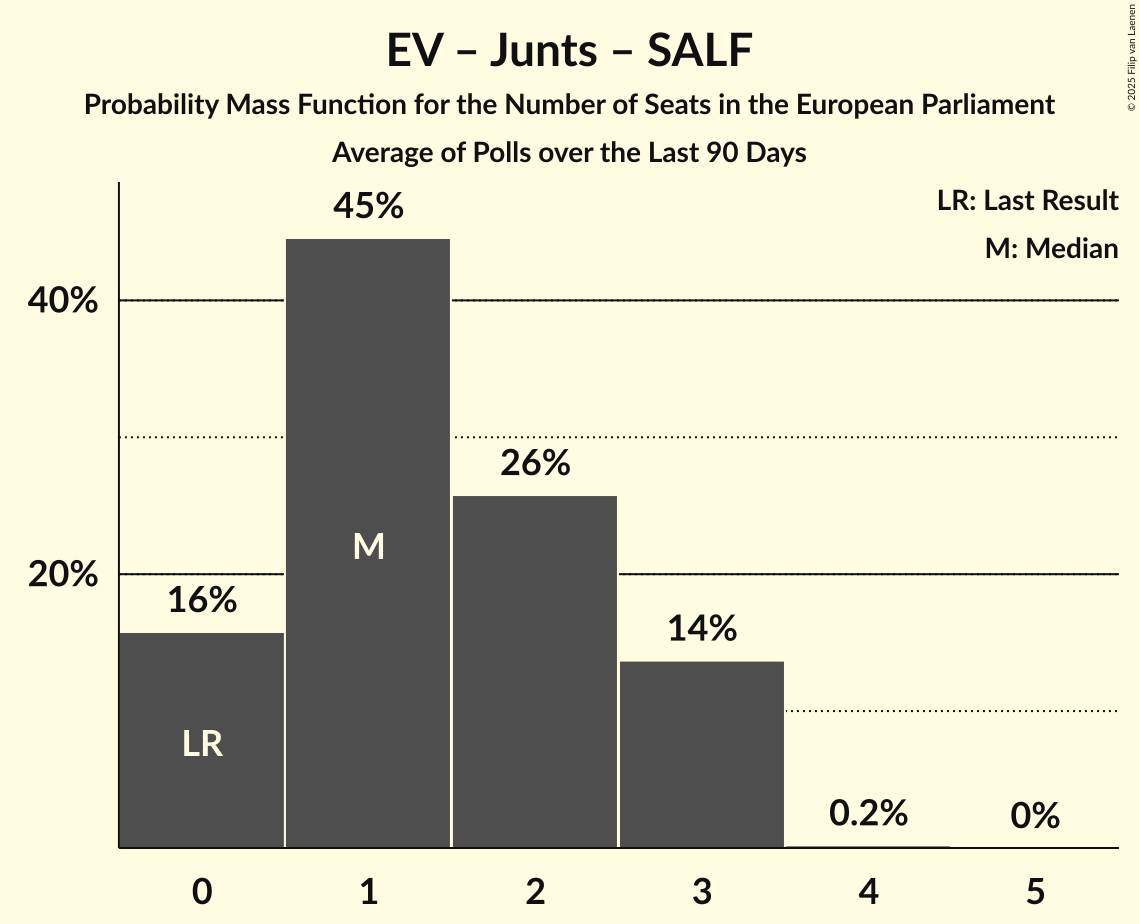 EV – Junts – SALF
Probability Mass Function for the Number of Seats in the European Parliament
Average of Polls over the Last 90 Days
© 2025 Filip van Laenen
LR: Last Result
M: Median
45%
40%
26%
M
20%
16%
14%
LR
0.2%
0%
0 1 2 3 4 5